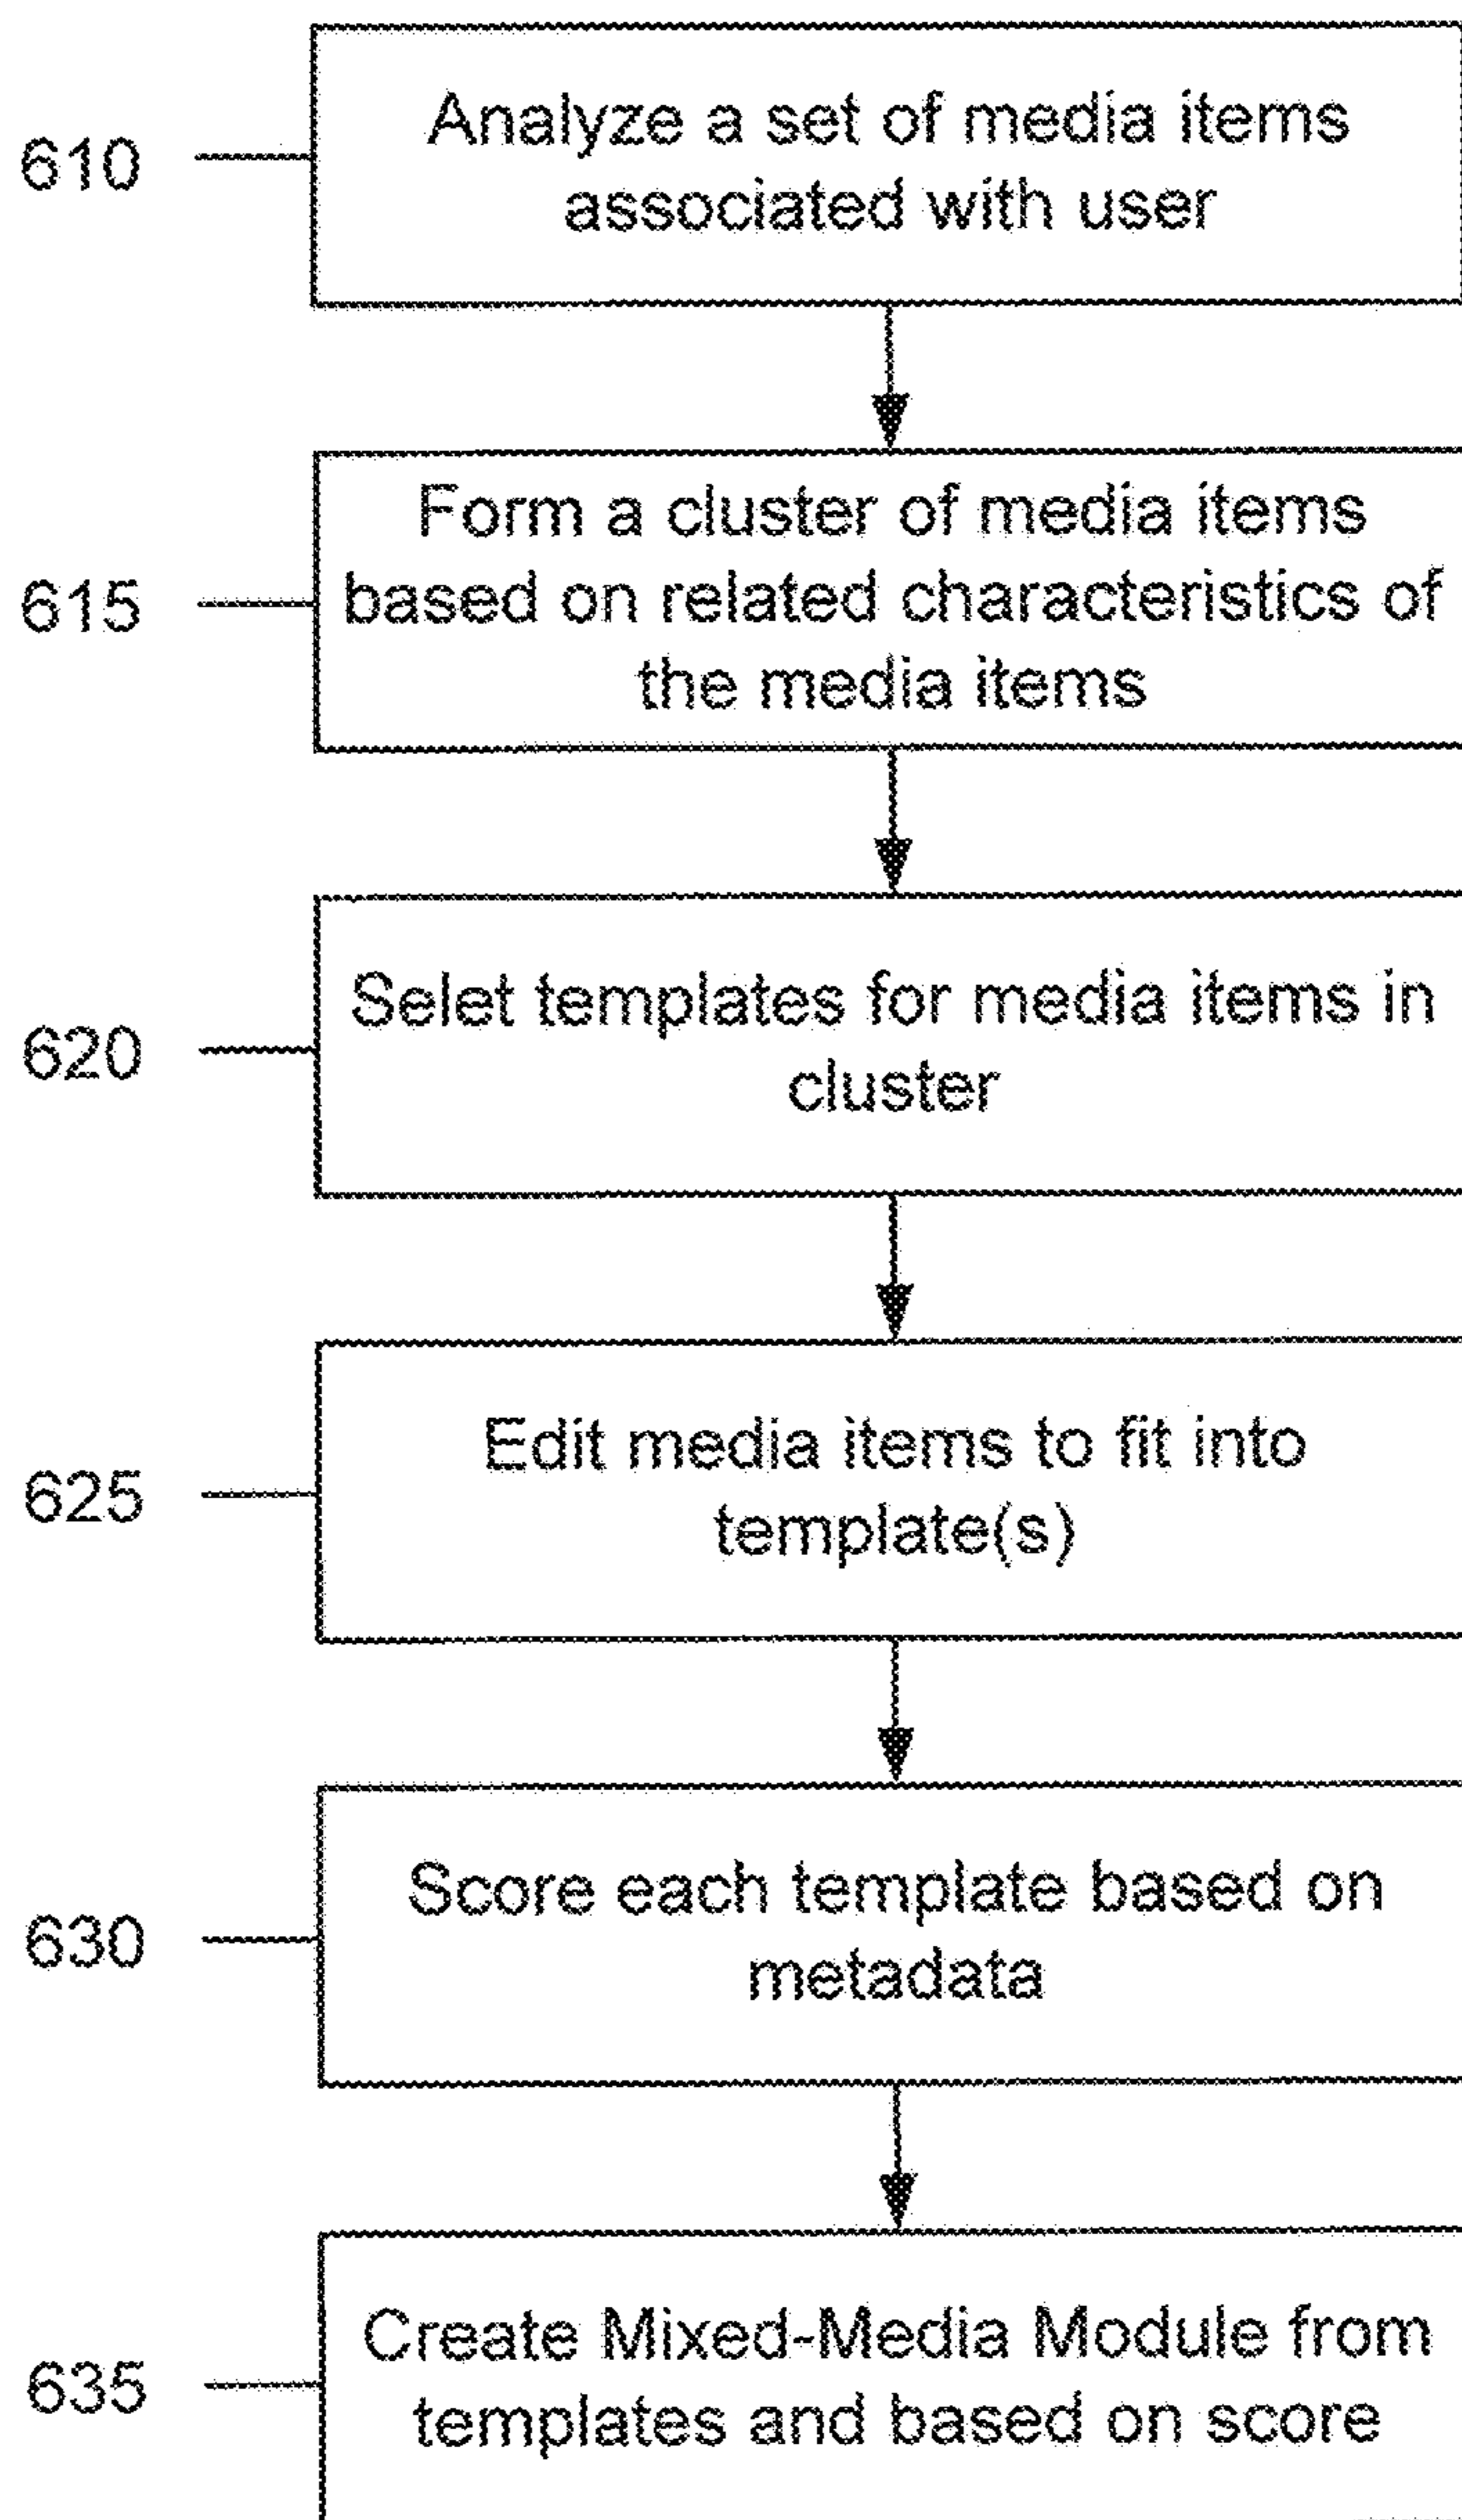 610
Analyze a set of media items
associated with user
615
Form a cluster of media items
based on related characteristics of
the media items
620
Selet templates for media items in
cluster
625
Edit media items to fit into
template(s)
630
Score each template based on
metadata
635
Create Mixed-Media Module from
templates and based on score